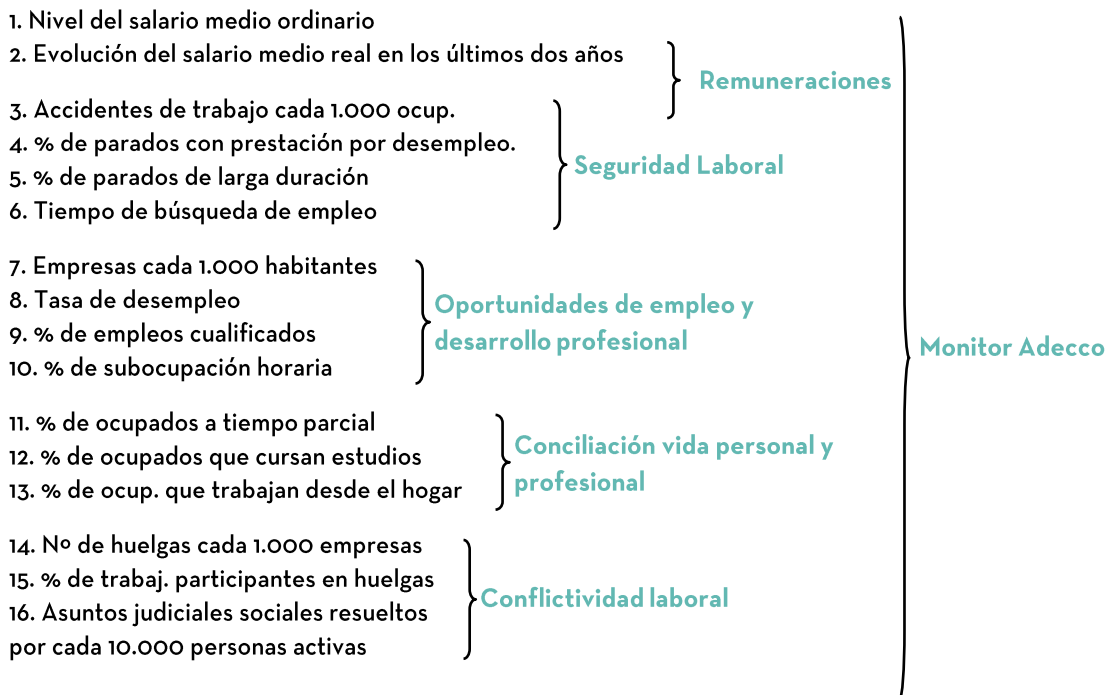 1. Nivel del salario medio ordinario
2. Evolución del salario medio real en los últimos dos años
Remuneraciones
3. Accidentes de trabajo cada 1.000 ocup.
4. % de parados con prestación por desempleo.
5. % de parados de larga duración
6. Tiempo de búsqueda de empleo
Seguridad Laboral
7. Empresas cada 1.000 habitantes
8. Tasa de desempleo
9. % de empleos cualificados
10. % de subocupación horaria
Oportunidades de empleo y
desarrollo profesional
11. % de ocupados a tiempo parcial
12. % de ocupados que cursan estudios
13. % de ocup. que trabajan desde el hogar
Conciliación vida personal y
profesional
14. Nº de huelgas cada 1.000 empresas
15. % de trabaj. participantes en huelgas
16. Asuntos judiciales sociales resueltos
por cada 10.000 personas activas
Conflictividad laboral
Monitor Adecco